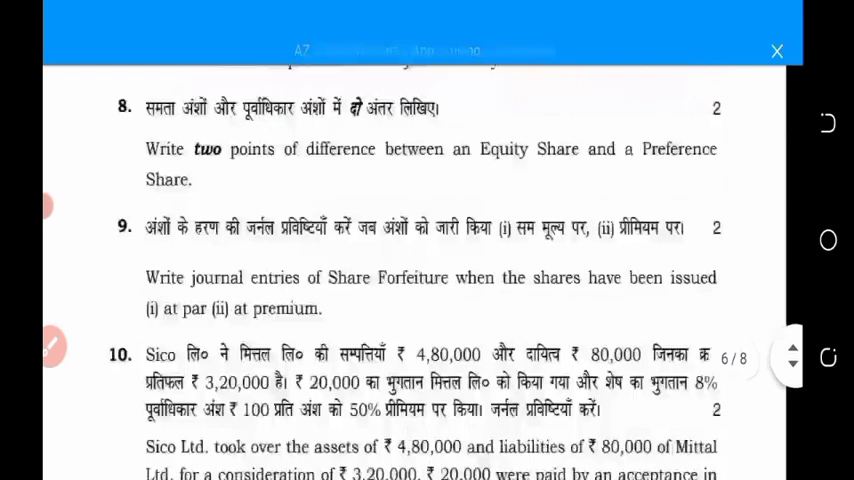 8. समता अंशों और पूर्वाधिकार अंशों में दो अंतर लिखिए। 2
Write two points of difference between an Equity Share and a Preference
Share.
9. अंशों के हरण की जर्नल प्रविष्टियाँ करें जब अंशों को जारी किया (i) सम मूल्य पर, (ii) प्रीमियम पर। 2
Write journal entries of Share Forfeiture when the shares have been issued
(i) at par (ii) at premium.
10. Sico लि० ने मित्तल लि० की सम्पत्तियाँ ₹ 4,80,000 और दायित्व ₹ 80,000 जिनका क्र
6/8
प्रतिफल ₹ 3,20,000 है। ₹ 20,000 का भुगतान मित्तल लि० को किया गया और शेष का भुगतान 8%
पूर्वाधिकार अंश ₹ 100 प्रति अंश को 50% प्रीमियम पर किया। जर्नल प्रविष्टियाँ करें। 2
Sico Ltd. took over the assets of ₹ 4,80,000 and liabilities of ₹ 80,000 of Mittal
Ltd. for a consideration of ₹ 3,20,000. ₹ 20,000 were paid by an acceptance in